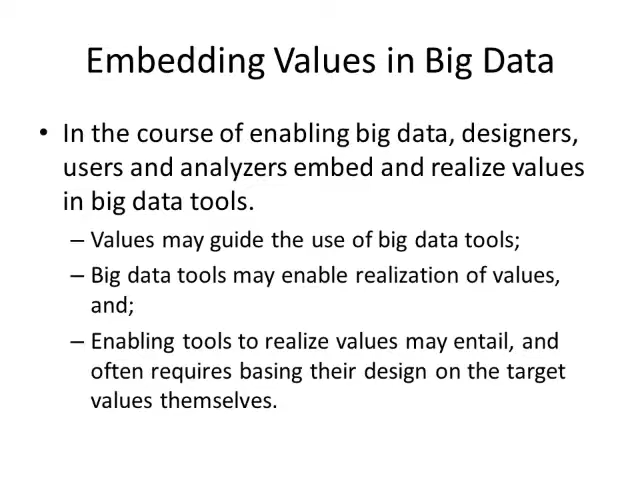 Embedding Values in Big Data
• In the course of enabling big data, designers,
users and analyzers embed and realize values
in big data tools.
– Values may guide the use of big data tools;
– Big data tools may enable realization of values,
and;
– Enabling tools to realize values may entail, and
often requires basing their design on the target
values themselves.